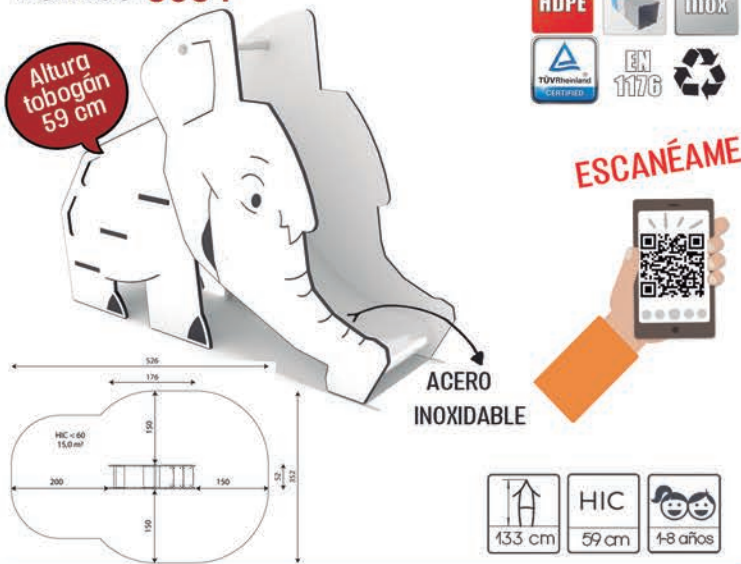 HDPE
inox
Altura
tobogán
59 cm
TÜVRheinland
CERTIFIED
EN
1176
ESCANÉAME
ACERO
INOXIDABLE
526
176
HIC < 60
15,0 m²
150
200
150
52
352
150
133 cm
HIC
59 cm
1-8 años